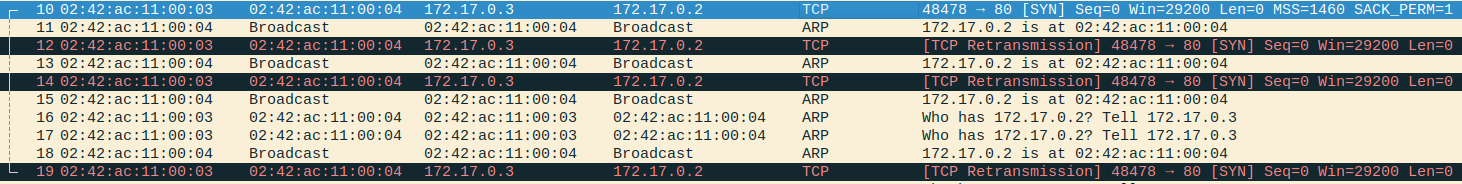 10 02:42:ac:11:00:03 02:42:ac:11:00:04 172.17.0.3 172.17.0.2 TCP 48478 → 80 [SYN] Seq=0 Win=29200 Len=0 MSS=1460 SACK_PERM=1
11 02:42:ac:11:00:04 Broadcast 02:42:ac:11:00:04 Broadcast ARP 172.17.0.2 is at 02:42:ac:11:00:04
12 02:42:ac:11:00:03 02:42:ac:11:00:04 172.17.0.3 172.17.0.2 TCP [TCP Retransmission] 48478 → 80 [SYN] Seq=0 Win=29200 Len=0
13 02:42:ac:11:00:04 Broadcast 02:42:ac:11:00:04 Broadcast ARP 172.17.0.2 is at 02:42:ac:11:00:04
14 02:42:ac:11:00:03 02:42:ac:11:00:04 172.17.0.3 172.17.0.2 TCP [TCP Retransmission] 48478 → 80 [SYN] Seq=0 Win=29200 Len=0
15 02:42:ac:11:00:04 Broadcast 02:42:ac:11:00:04 Broadcast ARP 172.17.0.2 is at 02:42:ac:11:00:04
16 02:42:ac:11:00:03 02:42:ac:11:00:04 02:42:ac:11:00:03 02:42:ac:11:00:04 ARP Who has 172.17.0.2? Tell 172.17.0.3
17 02:42:ac:11:00:03 02:42:ac:11:00:04 02:42:ac:11:00:03 02:42:ac:11:00:04 ARP Who has 172.17.0.2? Tell 172.17.0.3
18 02:42:ac:11:00:04 Broadcast 02:42:ac:11:00:04 Broadcast ARP 172.17.0.2 is at 02:42:ac:11:00:04
19 02:42:ac:11:00:03 02:42:ac:11:00:04 172.17.0.3 172.17.0.2 TCP [TCP Retransmission] 48478 → 80 [SYN] Seq=0 Win=29200 Len=0